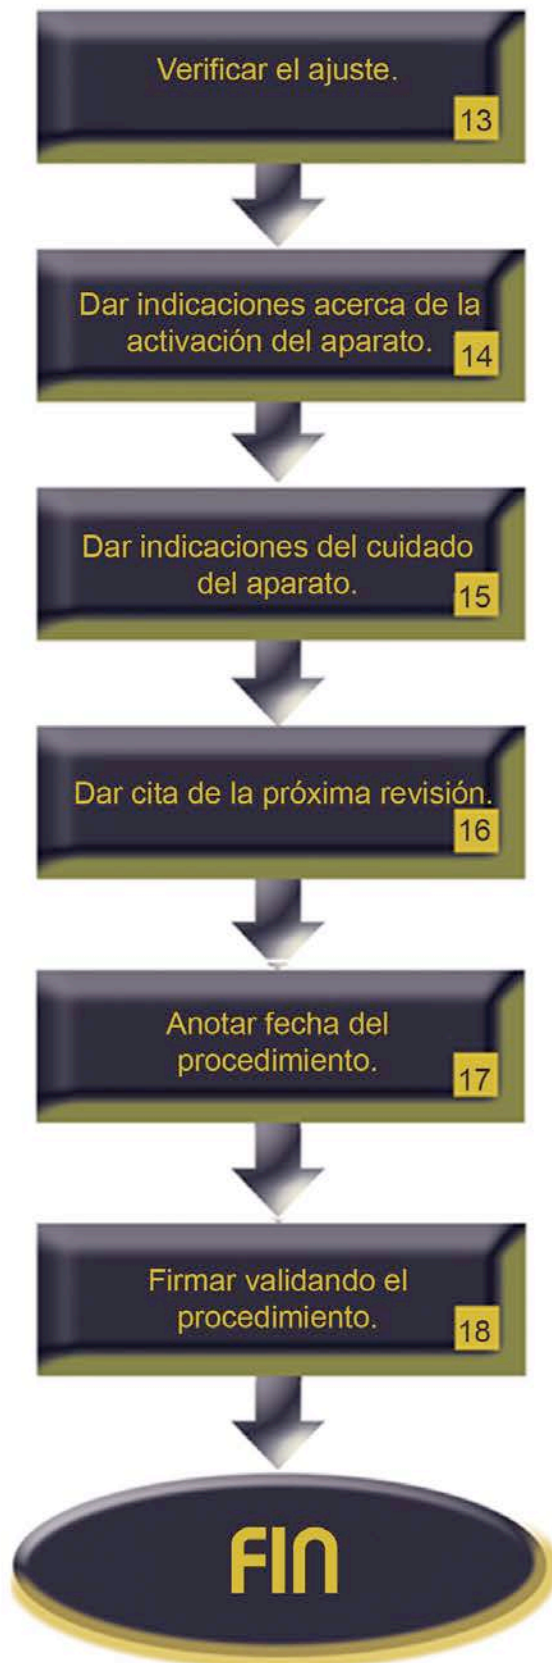 Verificar el ajuste.
13
Dar indicaciones acerca de la
activación del aparato.
14
Dar indicaciones del cuidado
del aparato.
15
Dar cita de la próxima revisión.
16
Anotar fecha del
procedimiento.
17
Firmar validando el
procedimiento.
18
FIN